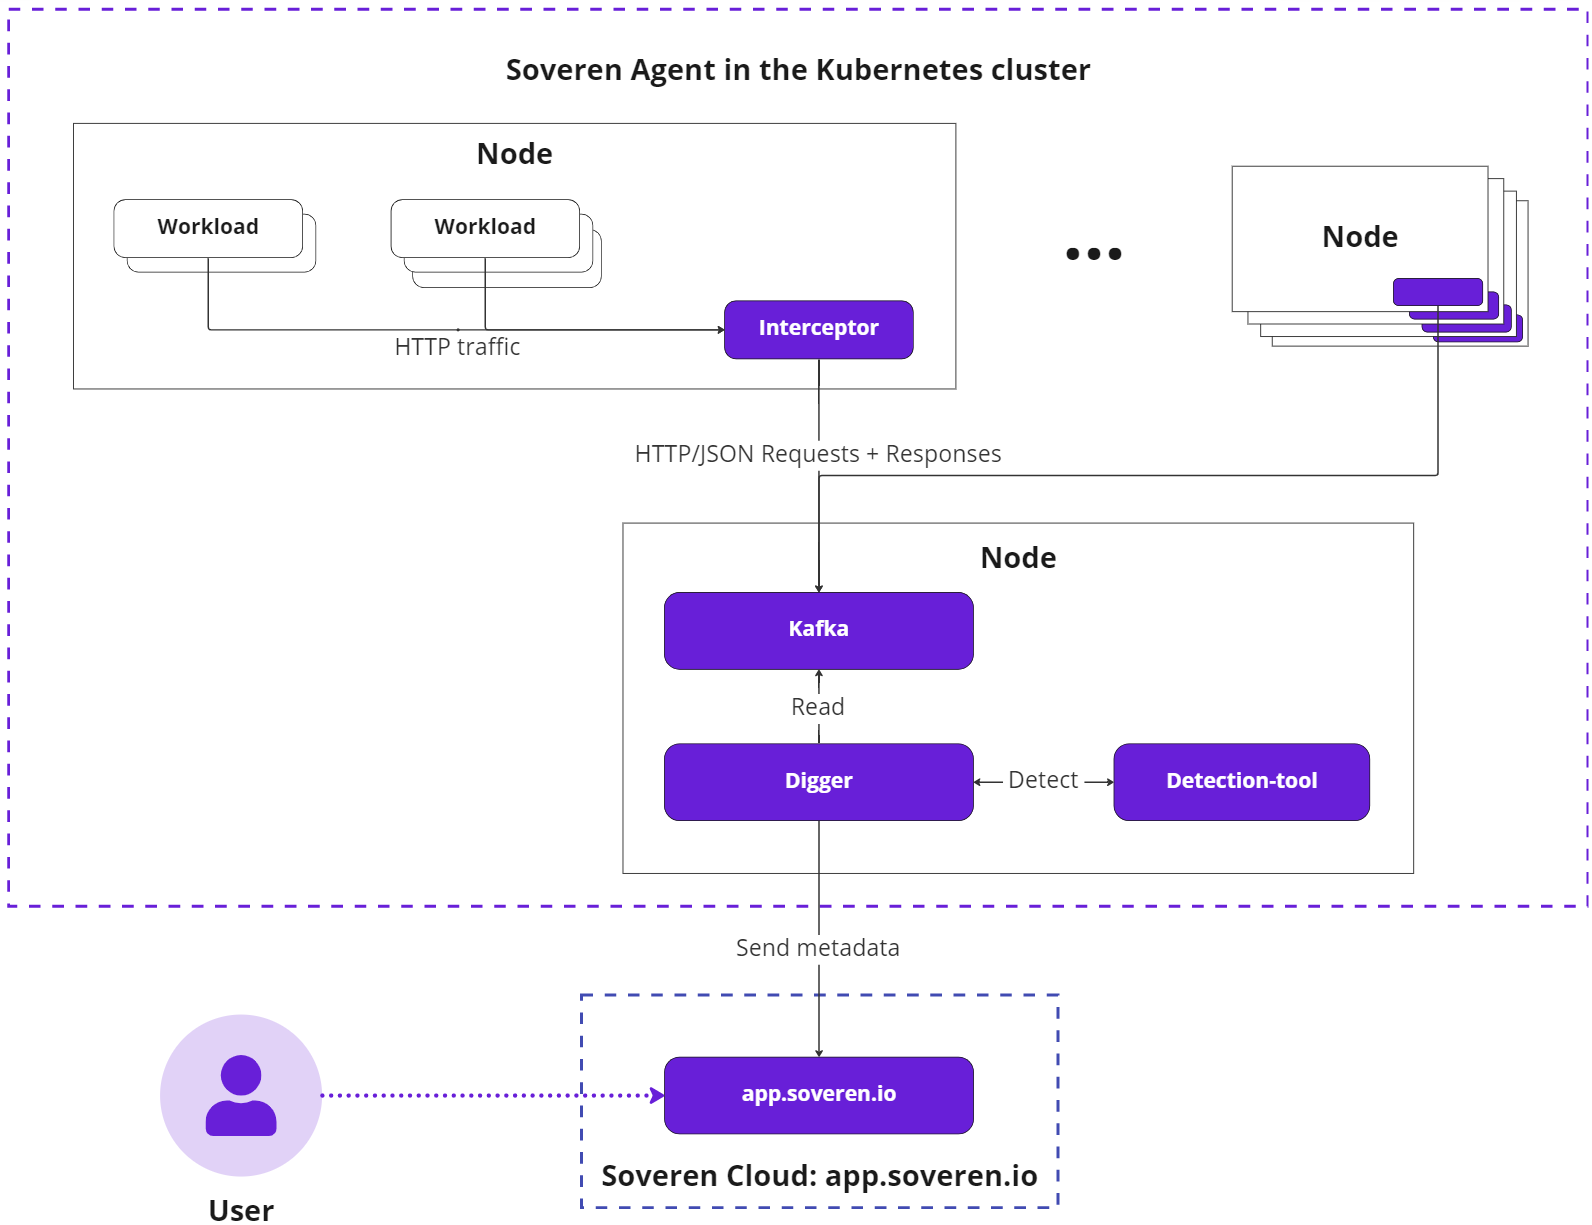 Soveren Agent in the Kubernetes cluster
Node
Workload
Workload
Interceptor
HTTP traffic
Node
HTTP/JSON Requests + Responses
Node
Kafka
Read
Digger
Detect
Detection-tool
Send metadata
app.soveren.io
Soveren Cloud: app.soveren.io
User